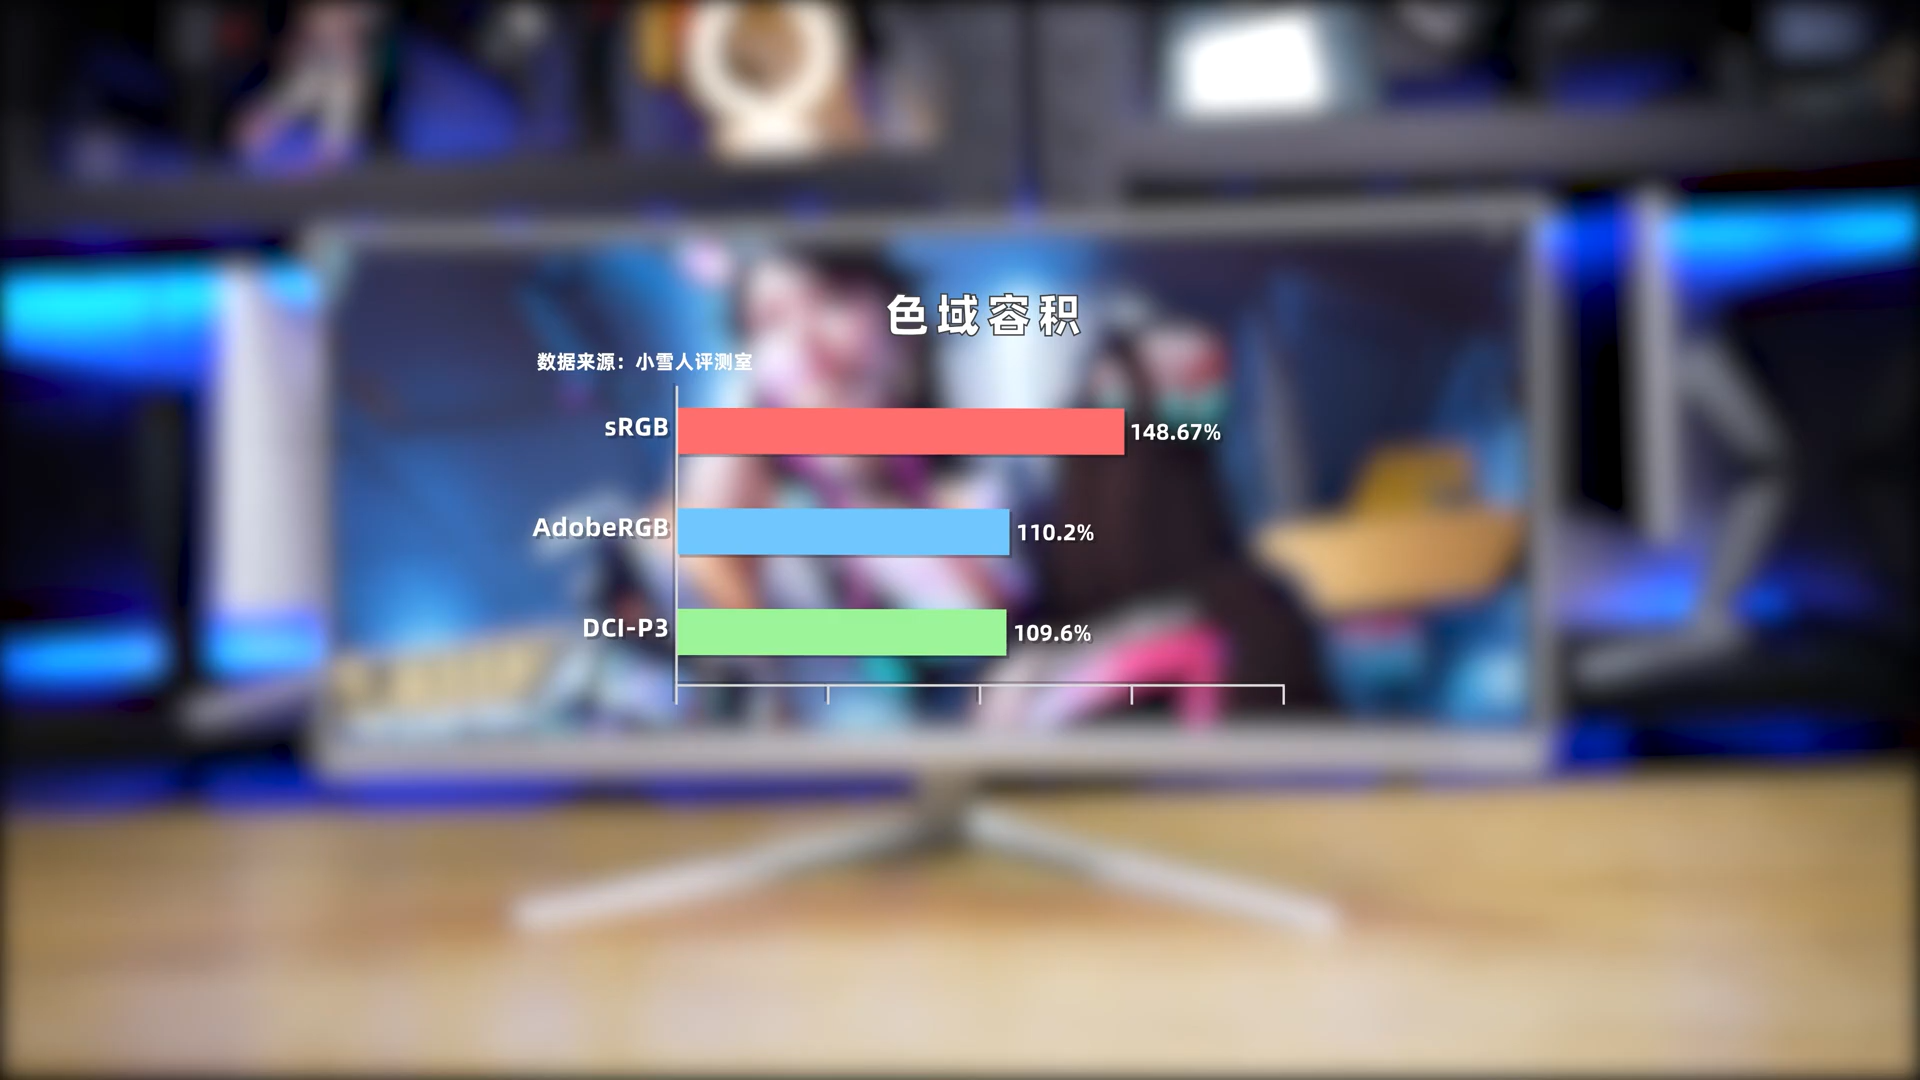 色域容积
数据来源：小雪人评测室
sRGB 148.67%
AdobeRGB 110.2%
DCI-P3 109.6%